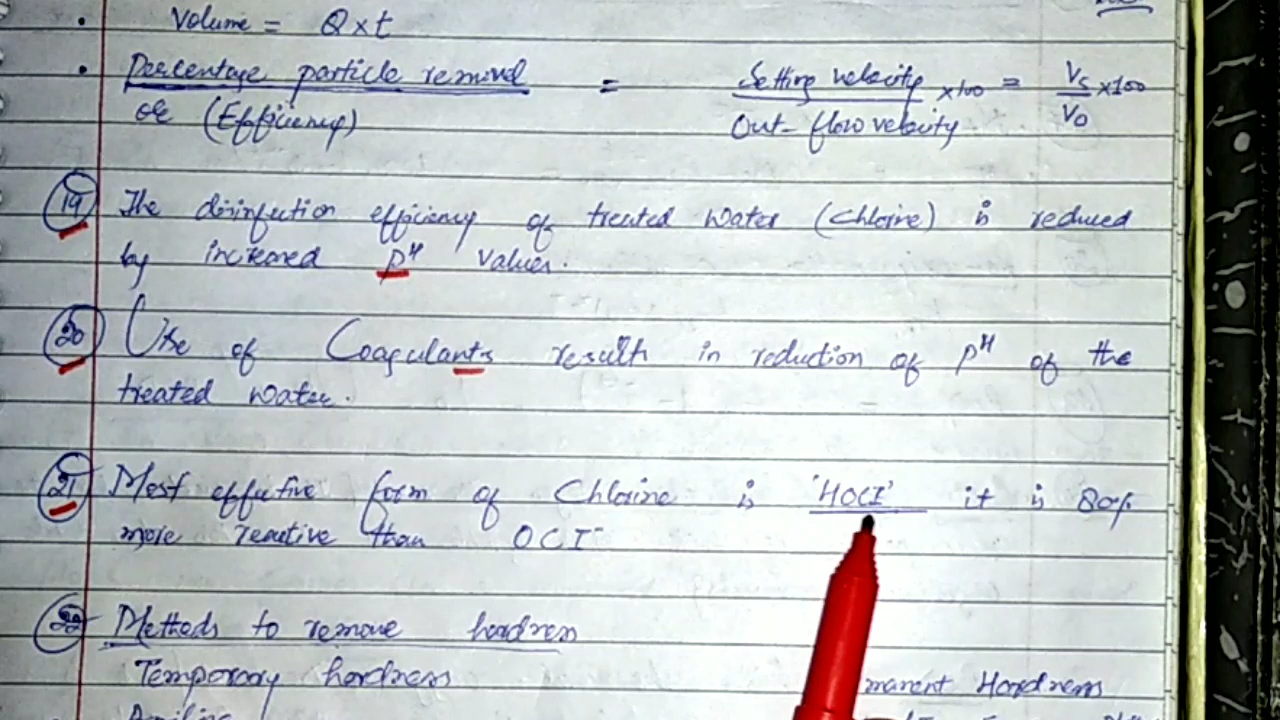 • Volume = Q x t
• Percentage particle removal = Settling velocity x100 = Vs x100
or (Efficiency) Out-flow velocity Vo
19 The disinfection efficiency of treated water (Chlorine) is reduced
by increased pH values.
20 Use of Coagulants result in reduction of pH of the
treated water.
21 Most effective form of Chlorine is 'HOCl' it is 80%
more reactive than OCl-
22 Methods to remove hardness
Temporary hardness manent Hardness